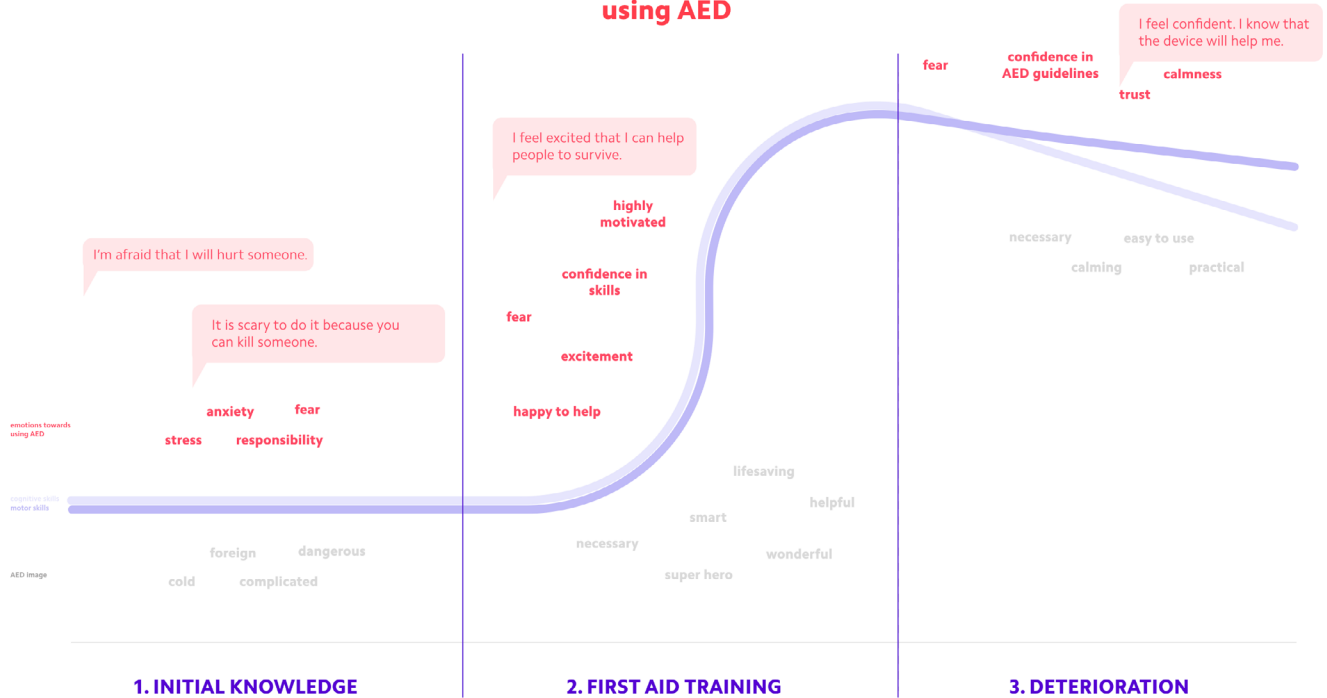 using AED
I feel confident. I know that
the device will help me.
fear
confidence in
AED guidelines
calmness
trust
I feel excited that I can help
people to survive.
highly
motivated
necessary
easy to use
calming
practical
I'm afraid that I will hurt someone.
confidence in
skills
It is scary to do it because you
can kill someone.
fear
excitement
anxiety
fear
happy to help
emotions towards
using AED
stress
responsibility
lifesaving
cognitive skills
motor skills
helpful
smart
necessary
foreign
dangerous
wonderful
AED image
cold
complicated
super hero
1. INITIAL KNOWLEDGE
2. FIRST AID TRAINING
3. DETERIORATION